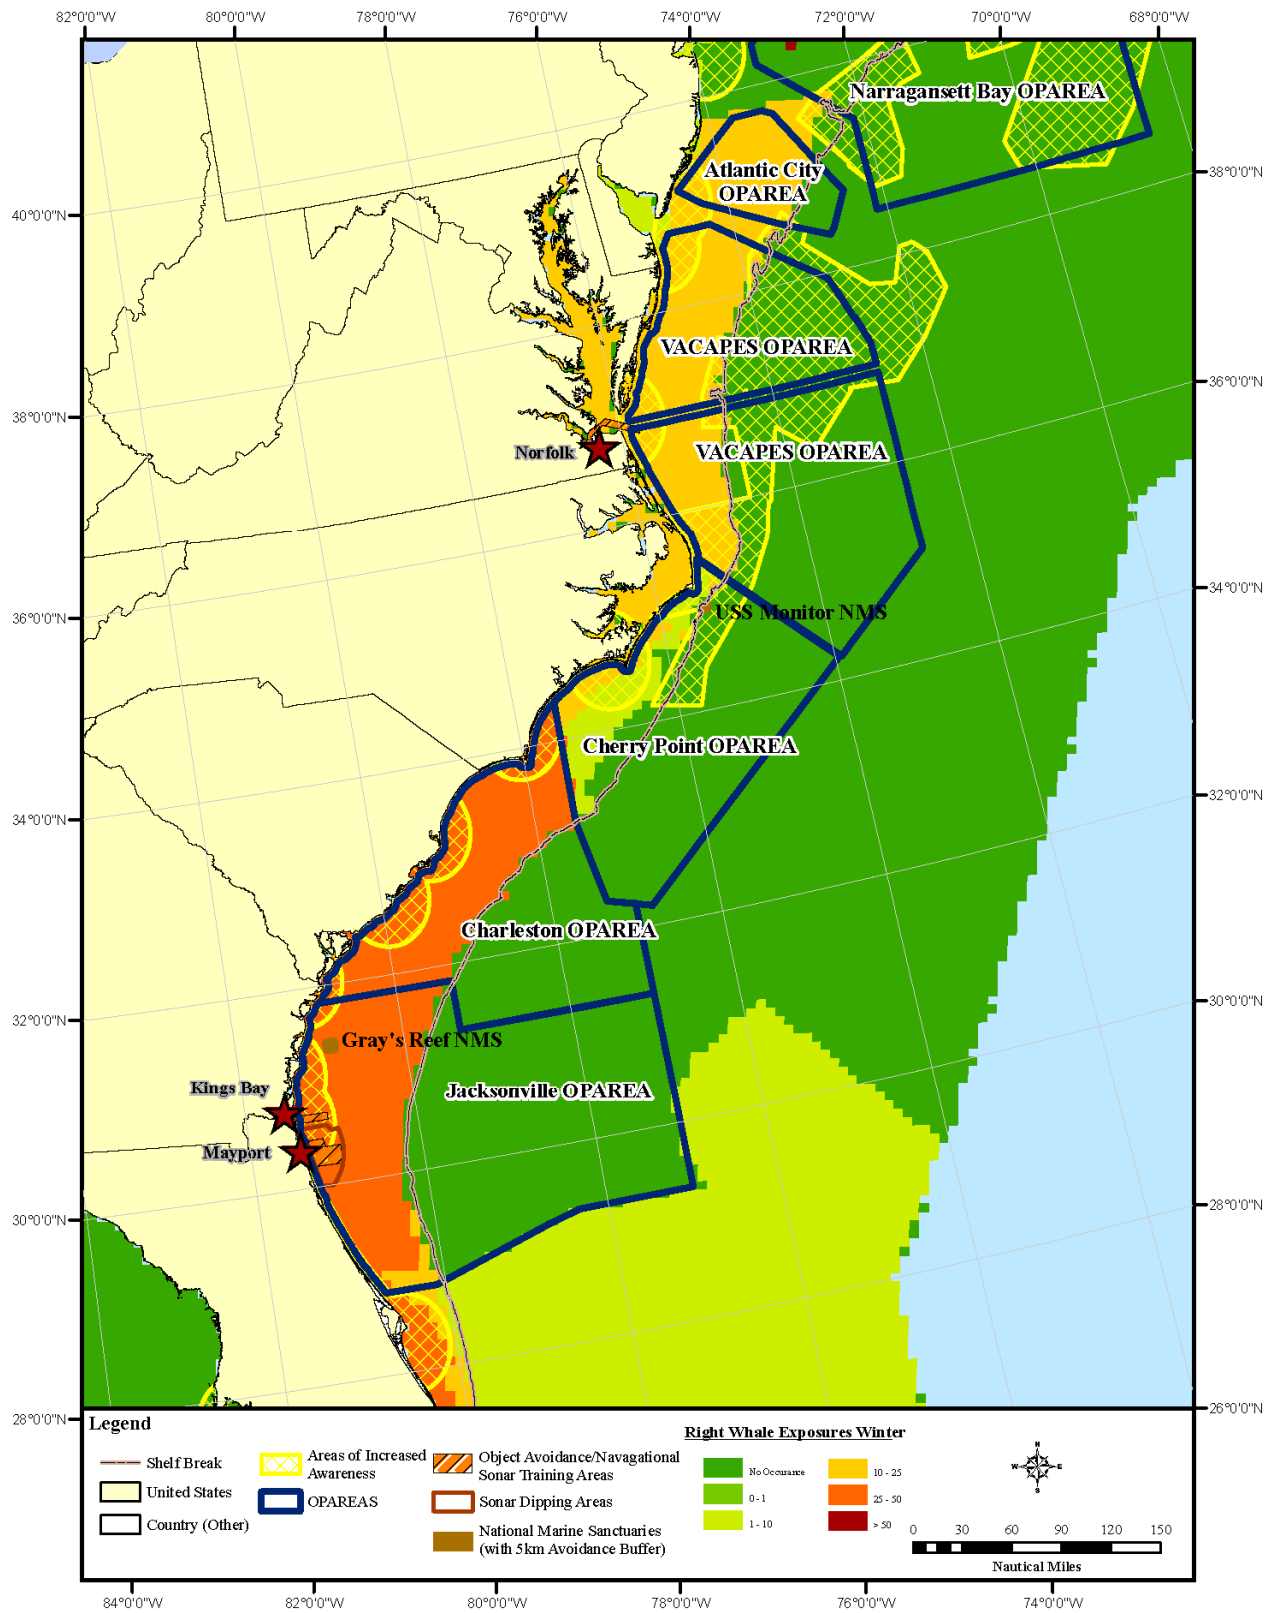 82°0'0"W 80°0'0"W 78°0'0"W 76°0'0"W 74°0'0"W 72°0'0"W 70°0'0"W 68°0'0"W
Narragansett Bay OPAREA
Atlantic City
OPAREA
38°0'0"N
40°0'0"N
VACAPES OPAREA
36°0'0"N
38°0'0"N
Norfolk
VACAPES OPAREA
34°0'0"N
USS Monitor NMS
36°0'0"N
Cherry Point OPAREA
32°0'0"N
34°0'0"N
Charleston OPAREA
30°0'0"N
32°0'0"N
Gray's Reef NMS
Kings Bay
Jacksonville OPAREA
Mayport
28°0'0"N
30°0'0"N
26°0'0"N
28°0'0"N
Legend
Shelf Break
United States
Country (Other)
Areas of Increased
Awareness
OPAREAS
Object Avoidance/Navagational
Sonar Training Areas
Sonar Dipping Areas
National Marine Sanctuaries
(with 5km Avoidance Buffer)
Right Whale Exposures Winter
No Occurance
0 - 1
1 - 10
10 - 25
25 - 50
> 50
N
W E
S
0 30 60 90 120 150
Nautical Miles
84°0'0"W 82°0'0"W 80°0'0"W 78°0'0"W 76°0'0"W 74°0'0"W